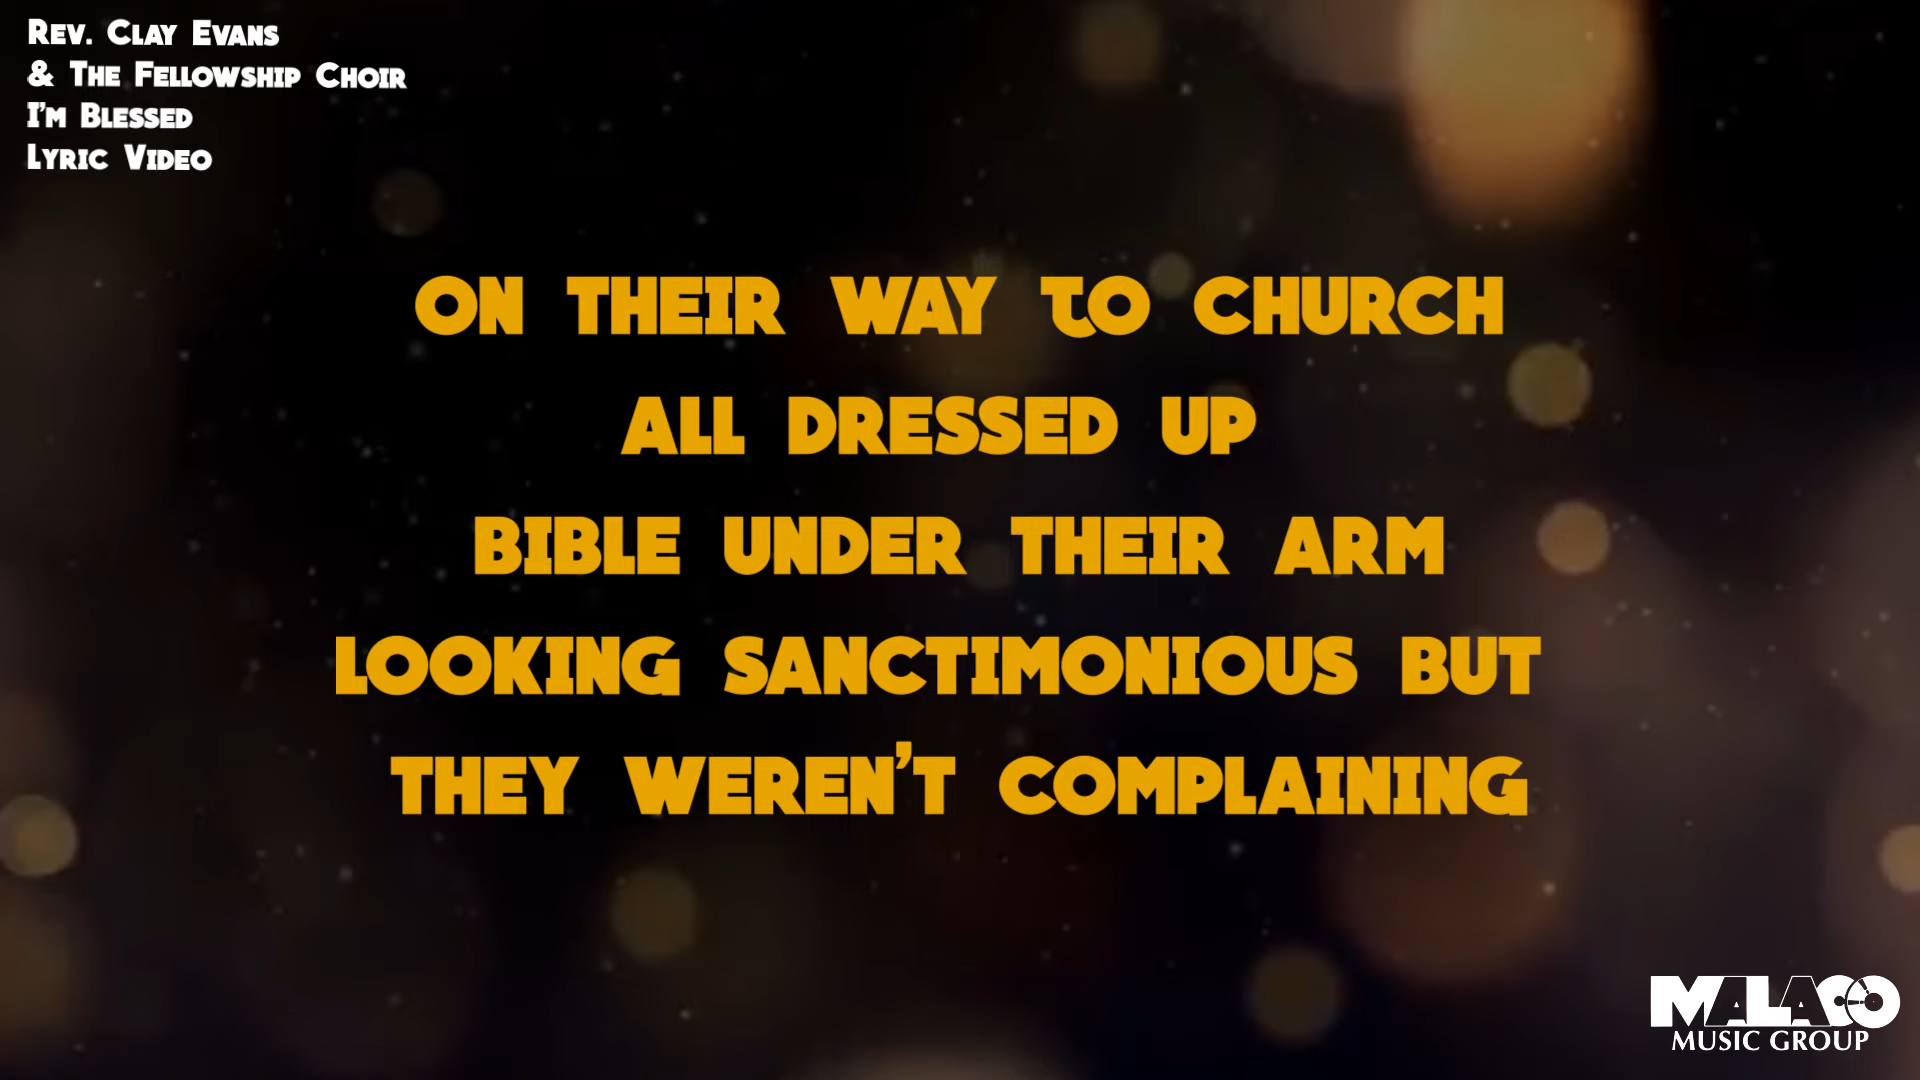 Rev. Clay Evans
& The Fellowship Choir
I'm Blessed
Lyric Video
ON THEIR WAY TO CHURCH
ALL DRESSED UP
BIBLE UNDER THEIR ARM
LOOKING SANCTIMONIOUS BUT
THEY WEREN'T COMPLAINING
MALACO
MUSIC GROUP